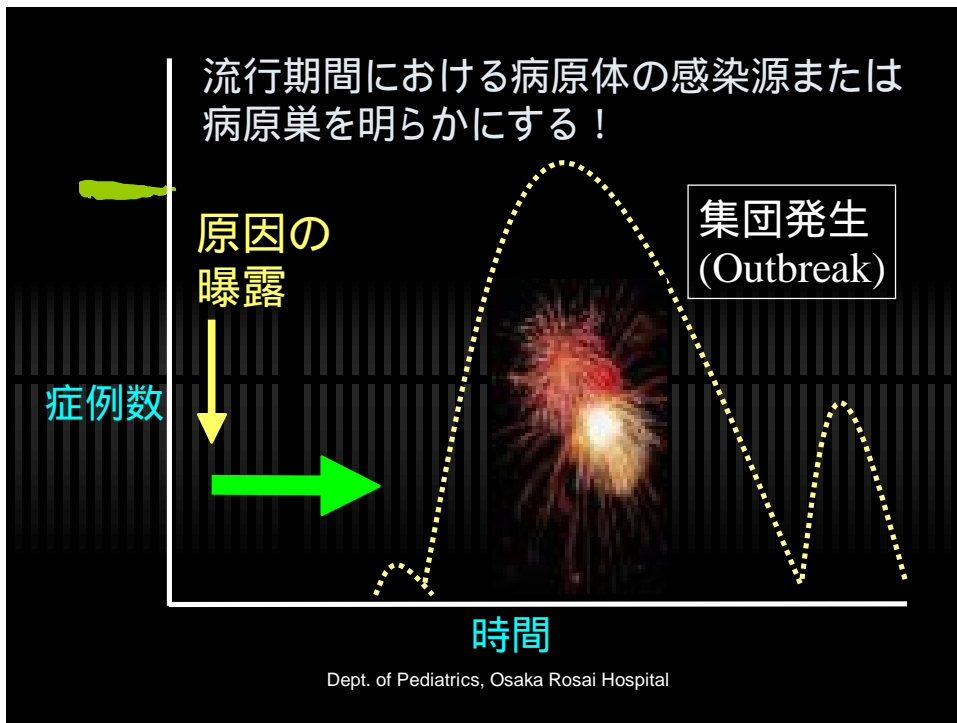 流行期間における病原体の感染源または
病原巣を明らかにする！
原因の
曝露
集団発生
(Outbreak)
症例数
時間
Dept. of Pediatrics, Osaka Rosai Hospital